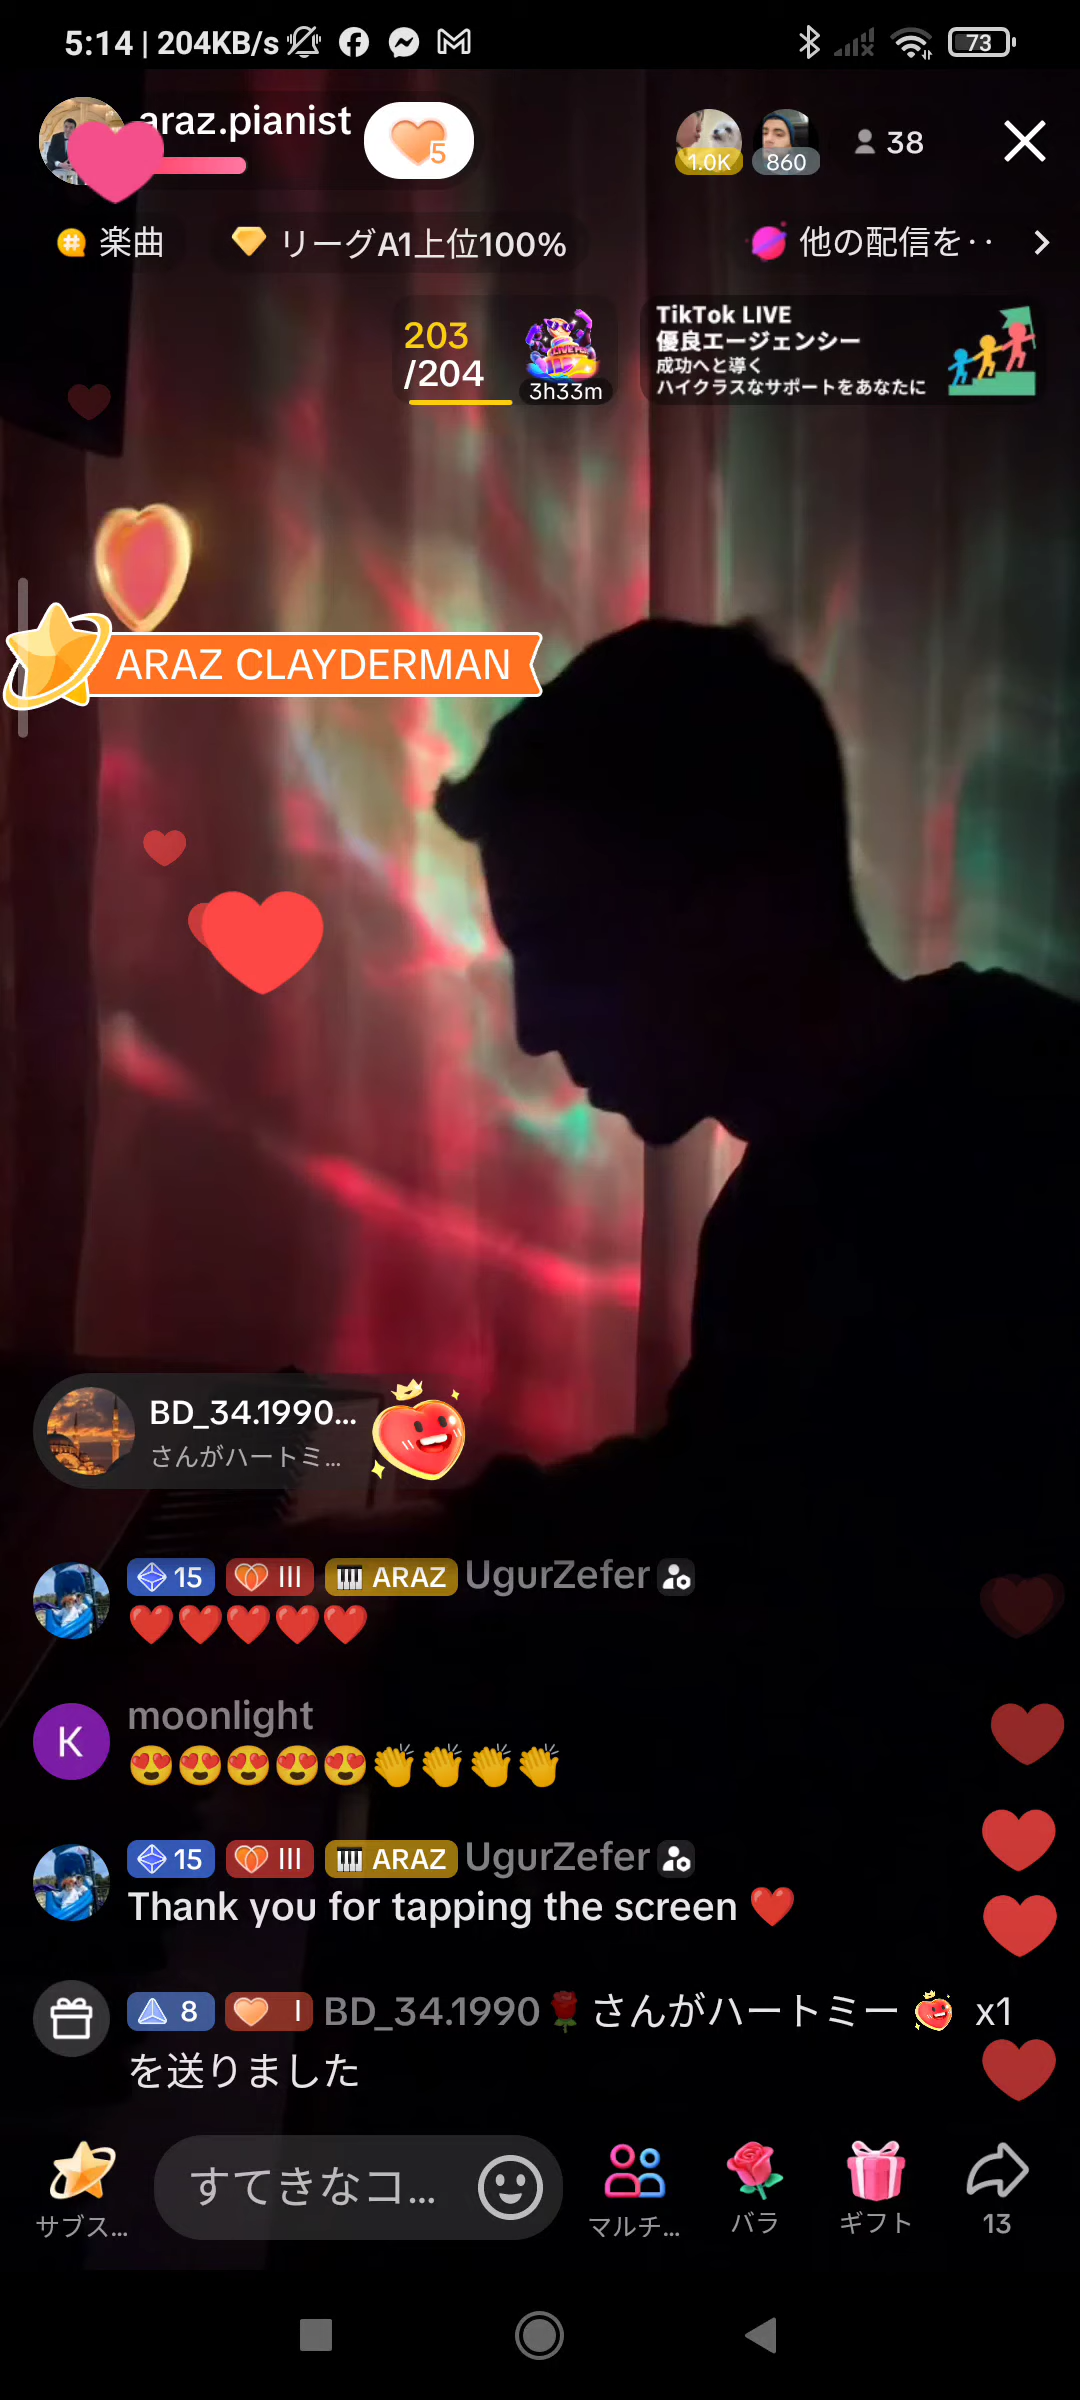 5:14 | 204KB/s
73
araz.pianist
5
1.0K
860
38
楽曲
リーグA1上位100%
他の配信を··
203
/204
3h33m
TikTok LIVE
優良エージェンシー
成功へと導く
ハイクラスなサポートをあなたに
ARAZ CLAYDERMAN
BD_34.1990...
さんがハートミ...
15 III ARAZ UgurZefer
❤️❤️❤️❤️❤️
K
moonlight
😍😍😍😍😍👏👏👏👏
15 III ARAZ UgurZefer
Thank you for tapping the screen ❤️
8 I BD_34.1990🌹さんがハートミー x1
を送りました
すてきなコ...
サブス...
マルチ...
バラ
ギフト
13